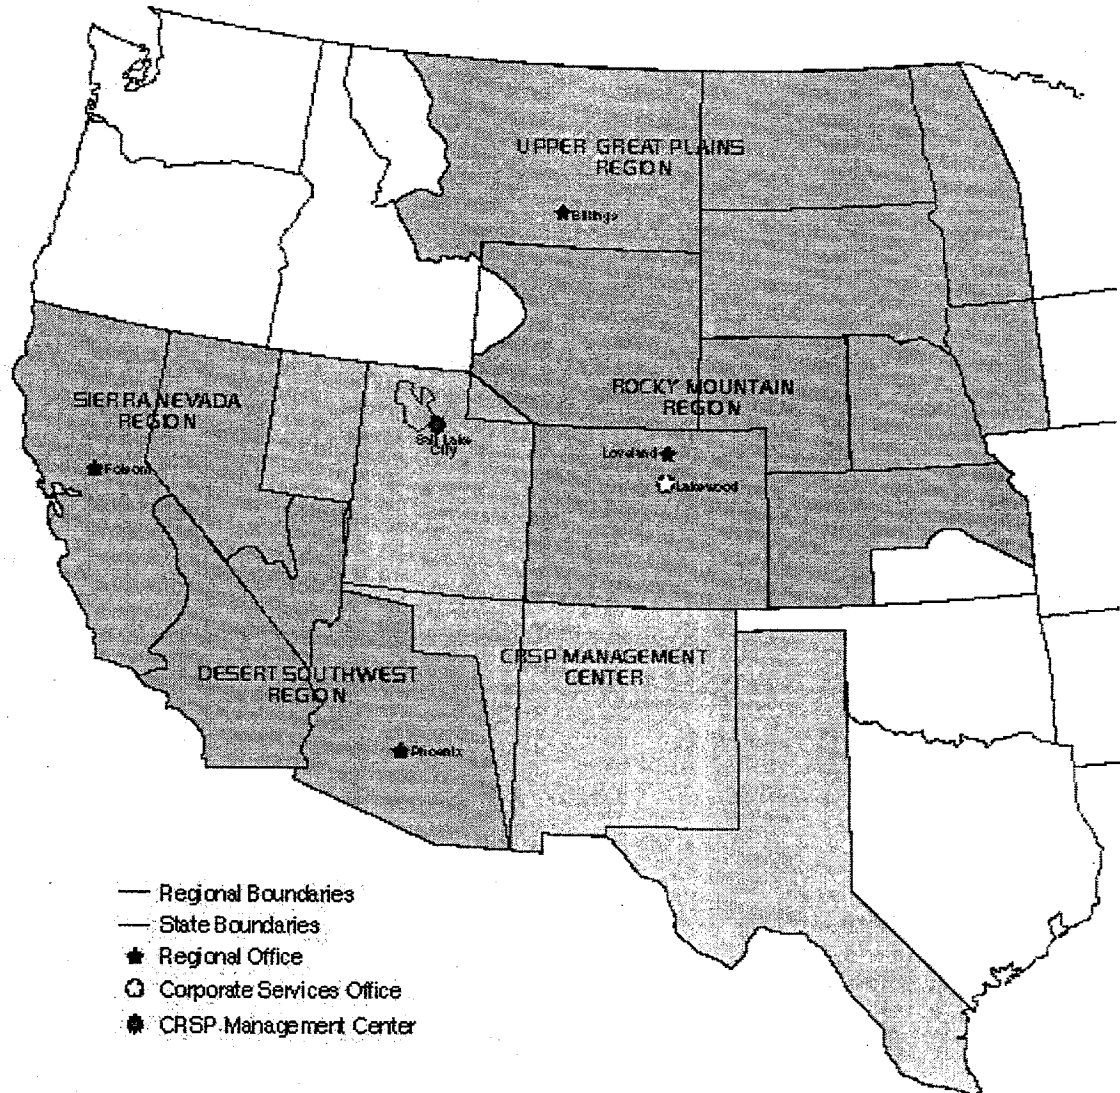 UPPER GREAT PLAINS
REGION
Billings
ROCKY MOUNTAIN
REGION
SIERRA NEVADA
REGION
Salt Lake
City
Loveland
Folsom
Lakewood
CRSP MANAGEMENT
CENTER
DESERT SOUTHWEST
REGION
Phoenix
Regional Boundaries
State Boundaries
Regional Office
Corporate Services Office
CRSP Management Center